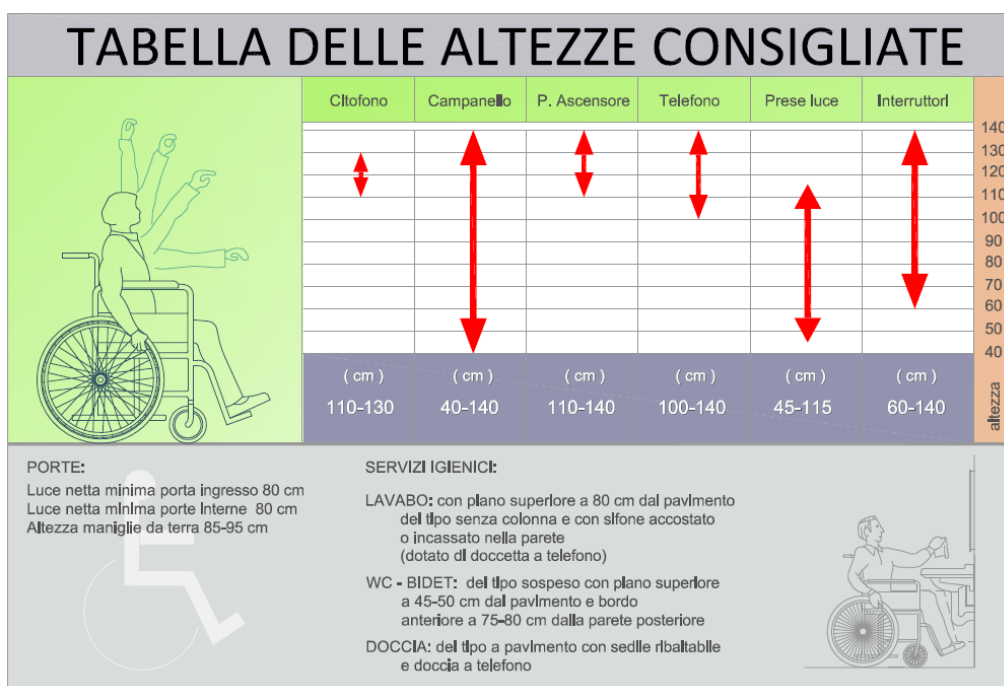 TABELLA DELLE ALTEZZE CONSIGLIATE
Citofono Campanello P. Ascensore Telefono Prese luce Interruttori
140
130
120
110
100
90
80
70
60
50
40
altezza
( cm ) ( cm ) ( cm ) ( cm ) ( cm ) ( cm )
110-130 40-140 110-140 100-140 45-115 60-140
PORTE:
Luce netta minima porta ingresso 80 cm
Luce netta minima porte interne 80 cm
Altezza maniglie da terra 85-95 cm
SERVIZI IGIENICI:
LAVABO: con plano superiore a 80 cm dal pavimento
del tipo senza colonna e con sifone accostato
o incassato nella parete
(dotato di doccetta a telefono)
WC - BIDET: del tipo sospeso con plano superiore
a 45-50 cm dal pavimento e bordo
anteriore a 75-80 cm dalla parete posteriore
DOCCIA: del tipo a pavimento con sedile ribaltabile
e doccia a telefono